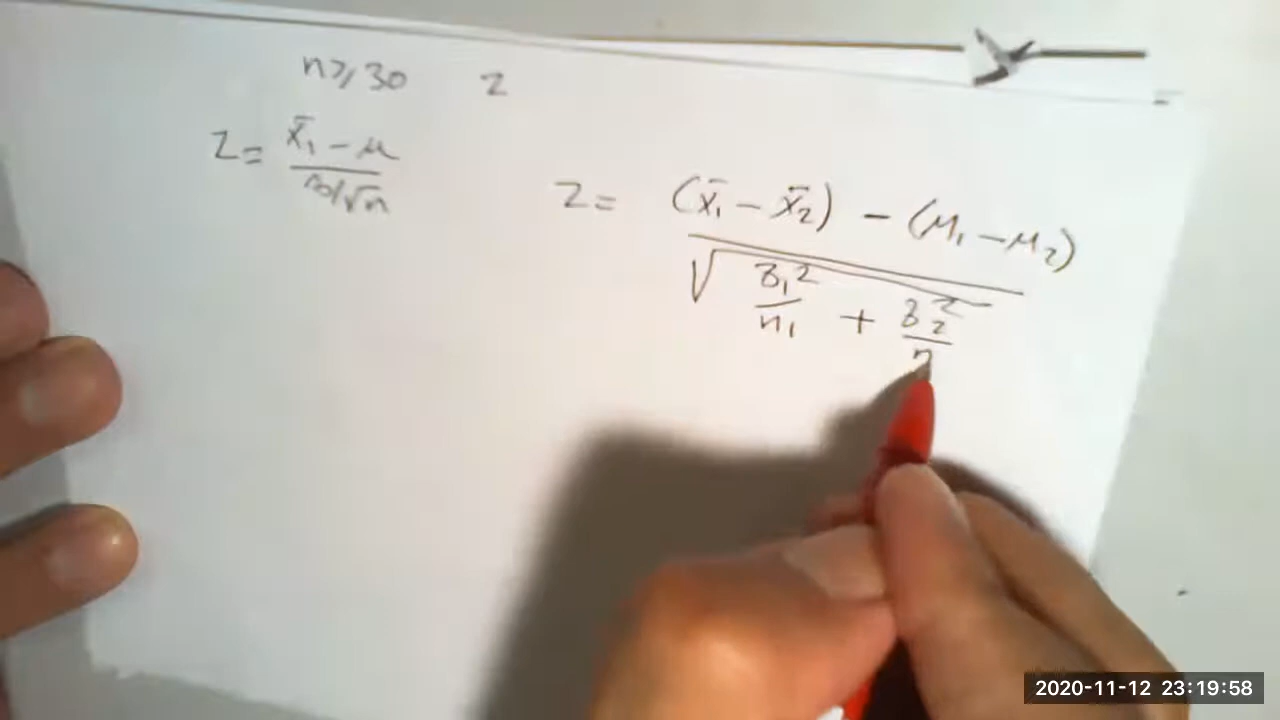 n ≥ 30 z
Z = (x̄₁ - μ) / (σ/√n)
Z = ((x̄₁ - x̄₂) - (μ₁ - μ₂)) / √(σ₁²/n₁ + σ₂²/n)
2020-11-12 23:19:58